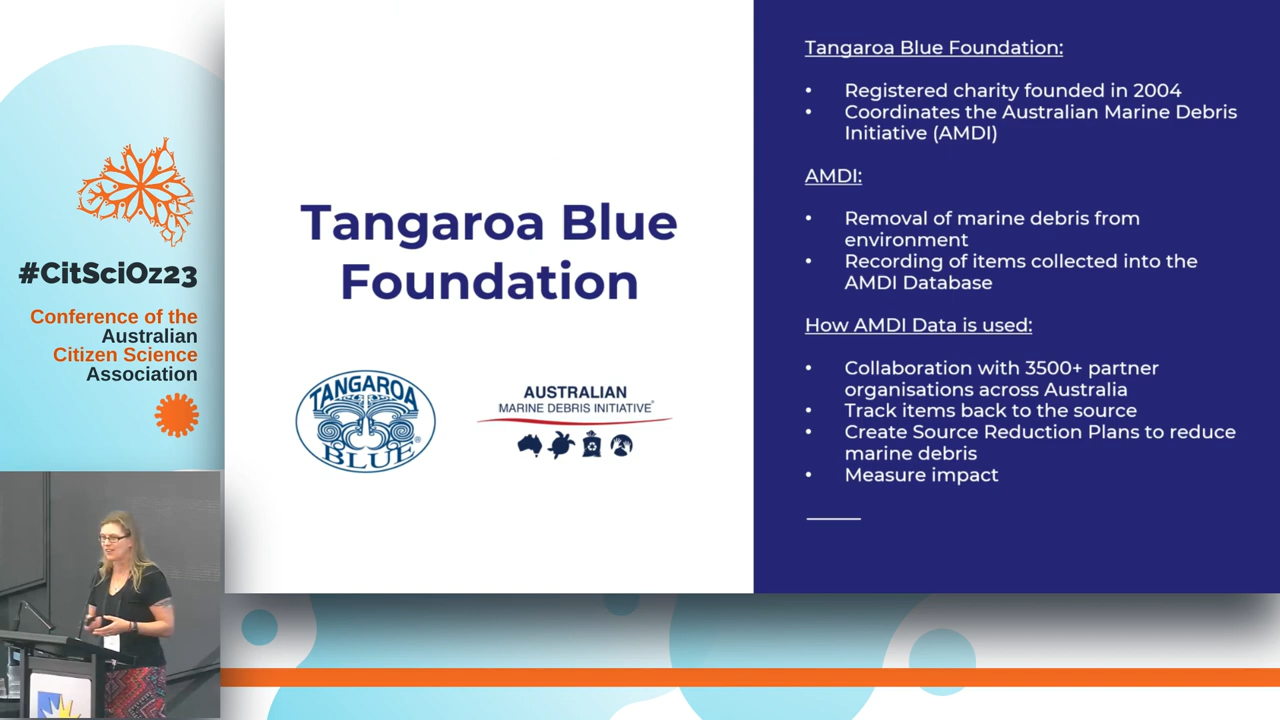 #CitSciOz23
Conference of the
Australian
Citizen Science
Association
Tangaroa Blue
Foundation
TANGAROA
BLUE
®
AUSTRALIAN
MARINE DEBRIS INITIATIVE®
Tangaroa Blue Foundation:
• Registered charity founded in 2004
• Coordinates the Australian Marine Debris
Initiative (AMDI)
AMDI:
• Removal of marine debris from
environment
• Recording of items collected into the
AMDI Database
How AMDI Data is used:
• Collaboration with 3500+ partner
organisations across Australia
• Track items back to the source
• Create Source Reduction Plans to reduce
marine debris
• Measure impact